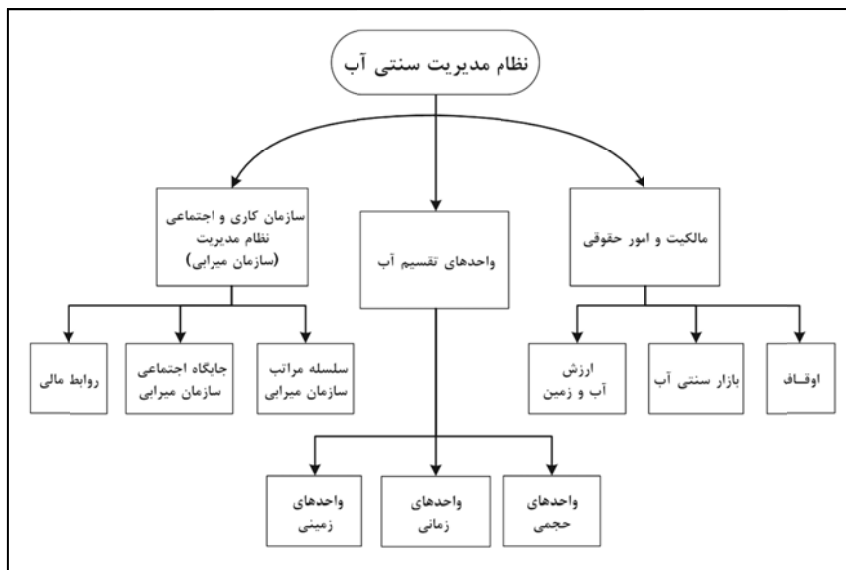 نظام مدیریت سنتی آب
مالکیت و امور حقوقی
واحدهای تقسیم آب
سازمان کاری و اجتماعی
نظام مدیریت
(سازمان میرابی)
اوقـاف
بازار سنتی آب
ارزش
آب و زمین
سلسله مراتب
سازمان میرابی
جایگاه اجتماعی
سازمان میرابی
روابط مالی
واحدهای
حجمی
واحدهای
زمانی
واحدهای
زمینی